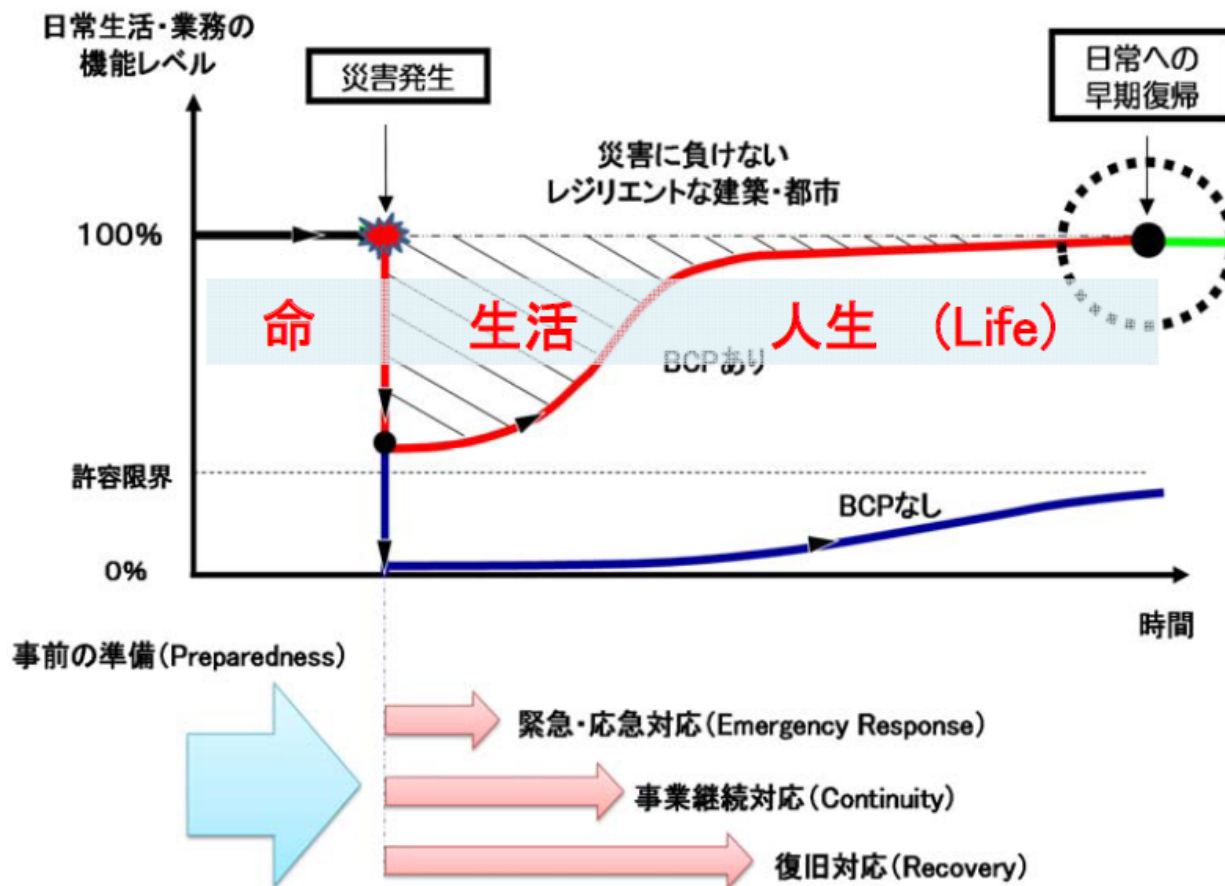 日常生活・業務の
機能レベル
災害発生
日常への
早期復帰
災害に負けない
レジリエントな建築・都市
100%
命 生活 人生 (Life)
BCPあり
許容限界
BCPなし
0%
時間
事前の準備(Preparedness)
緊急・応急対応(Emergency Response)
事業継続対応(Continuity)
復旧対応(Recovery)